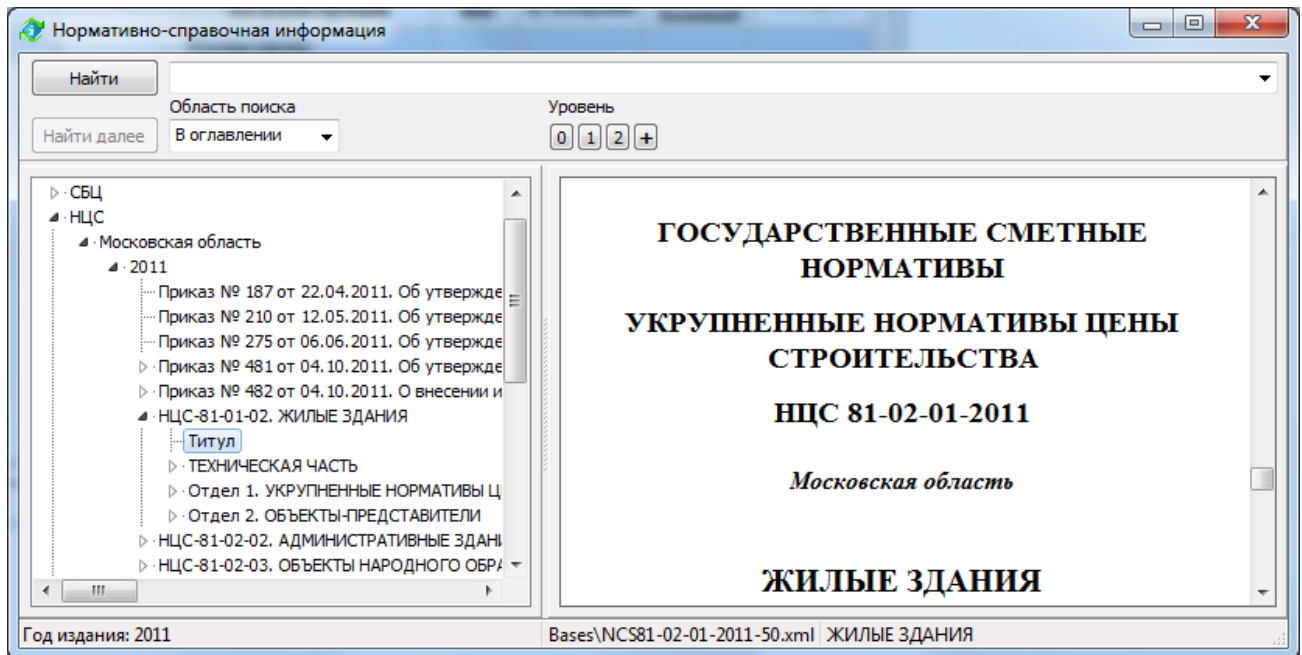 Нормативно-справочная информация
Найти
Область поиска
Уровень
Найти далее
В оглавлении
0 1 2 +
СБЦ
НЦС
Московская область
2011
Приказ № 187 от 22.04.2011. Об утвержде
Приказ № 210 от 12.05.2011. Об утвержде
Приказ № 275 от 06.06.2011. Об утвержде
Приказ № 481 от 04.10.2011. Об утвержде
Приказ № 482 от 04.10.2011. О внесении и
НЦС-81-01-02. ЖИЛЫЕ ЗДАНИЯ
Титул
ТЕХНИЧЕСКАЯ ЧАСТЬ
Отдел 1. УКРУПНЕННЫЕ НОРМАТИВЫ Ц
Отдел 2. ОБЪЕКТЫ-ПРЕДСТАВИТЕЛИ
НЦС-81-02-02. АДМИНИСТРАТИВНЫЕ ЗДАН
НЦС-81-02-03. ОБЪЕКТЫ НАРОДНОГО ОБРА
ГОСУДАРСТВЕННЫЕ СМЕТНЫЕ
НОРМАТИВЫ
УКРУПНЕННЫЕ НОРМАТИВЫ ЦЕНЫ
СТРОИТЕЛЬСТВА
НЦС 81-02-01-2011
Московская область
ЖИЛЫЕ ЗДАНИЯ
Год издания: 2011
Bases\NCS81-02-01-2011-50.xml ЖИЛЫЕ ЗДАНИЯ